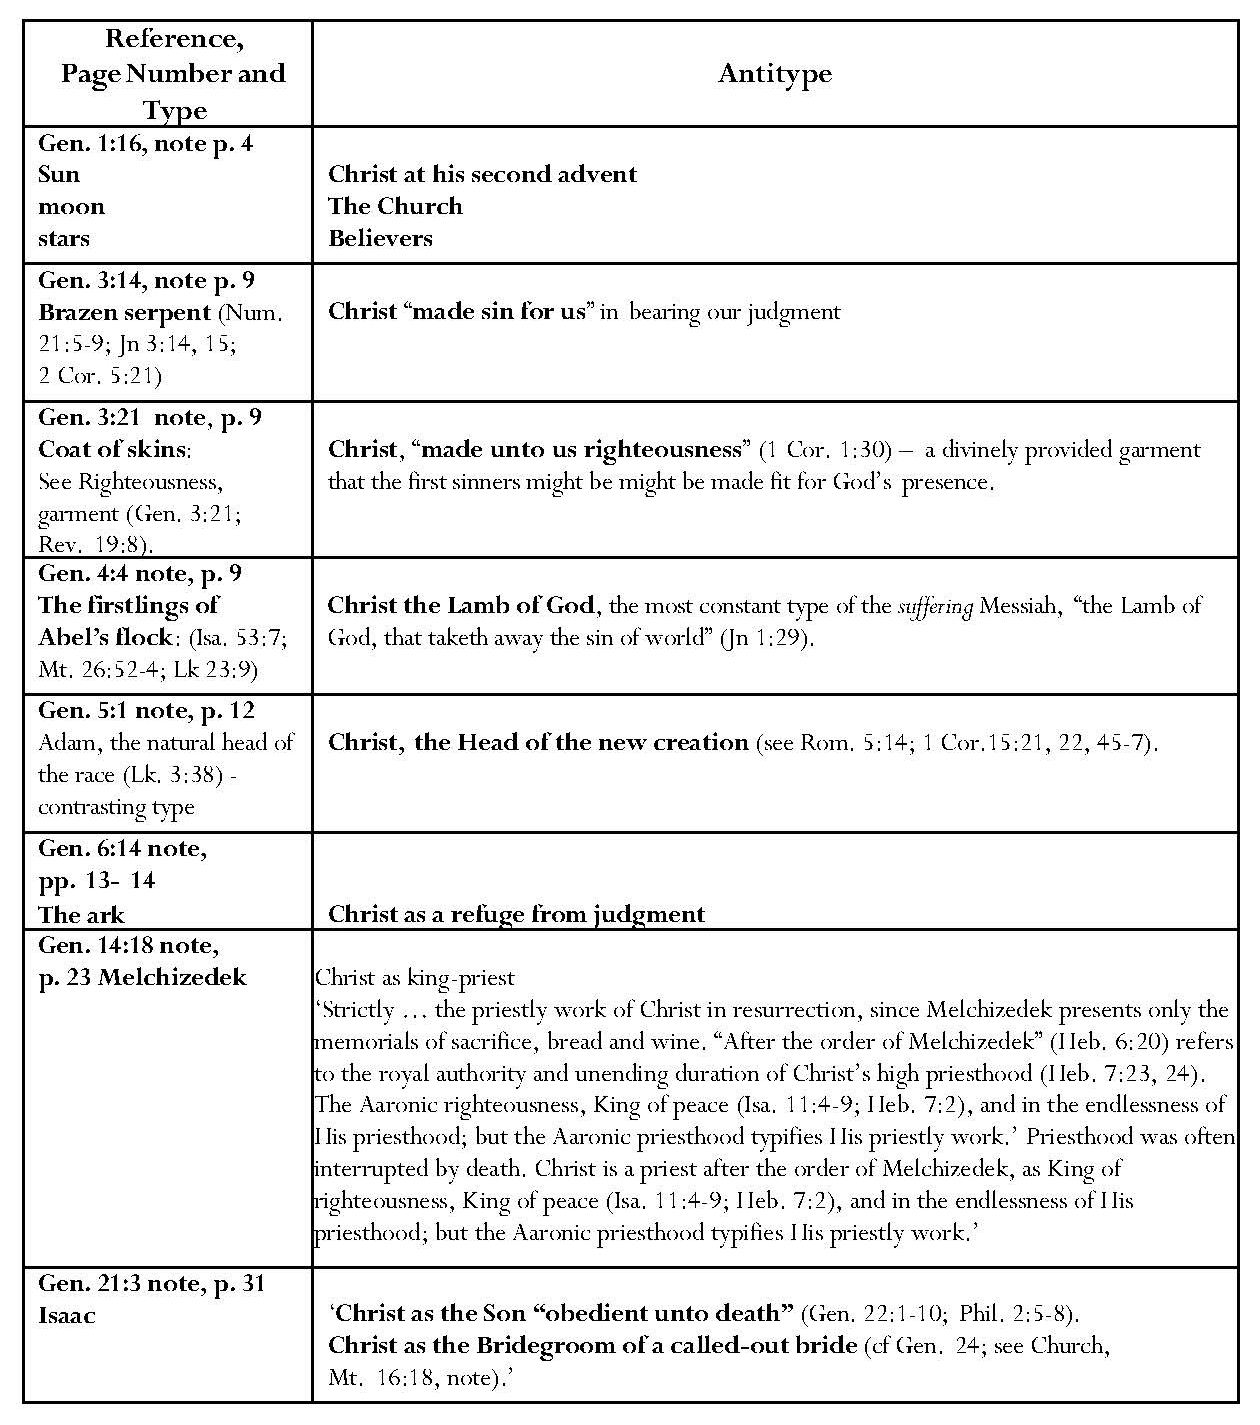 Reference,
Page Number and
Type
Antitype
Gen. 1:16, note p. 4
Sun
moon
stars
Christ at his second advent
The Church
Believers
Gen. 3:14, note p. 9
Brazen serpent (Num.
21:5-9; Jn 3:14, 15;
2 Cor. 5:21)
Christ “made sin for us” in bearing our judgment
Gen. 3:21 note, p. 9
Coat of skins:
See Righteousness,
garment (Gen. 3:21;
Rev. 19:8).
Christ, “made unto us righteousness” (1 Cor. 1:30) – a divinely provided garment
that the first sinners might be might be made fit for God’s presence.
Gen. 4:4 note, p. 9
The firstlings of
Abel’s flock: (Isa. 53:7;
Mt. 26:52-4; Lk 23:9)
Christ the Lamb of God, the most constant type of the suffering Messiah, “the Lamb of
God, that taketh away the sin of world” (Jn 1:29).
Gen. 5:1 note, p. 12
Adam, the natural head of
the race (Lk. 3:38) -
contrasting type
Christ, the Head of the new creation (see Rom. 5:14; 1 Cor.15:21, 22, 45-7).
Gen. 6:14 note,
pp. 13- 14
The ark
Christ as a refuge from judgment
Gen. 14:18 note,
p. 23 Melchizedek
Christ as king-priest
‘Strictly … the priestly work of Christ in resurrection, since Melchizedek presents only the
memorials of sacrifice, bread and wine. “After the order of Melchizedek” (Heb. 6:20) refers
to the royal authority and unending duration of Christ’s high priesthood (Heb. 7:23, 24).
The Aaronic righteousness, King of peace (Isa. 11:4-9; Heb. 7:2), and in the endlessness of
His priesthood; but the Aaronic priesthood typifies His priestly work.’ Priesthood was often
interrupted by death. Christ is a priest after the order of Melchizedek, as King of
righteousness, King of peace (Isa. 11:4-9; Heb. 7:2), and in the endlessness of His
priesthood; but the Aaronic priesthood typifies His priestly work.’
Gen. 21:3 note, p. 31
Isaac
‘Christ as the Son “obedient unto death” (Gen. 22:1-10; Phil. 2:5-8).
Christ as the Bridegroom of a called-out bride (cf Gen. 24; see Church,
Mt. 16:18, note).’